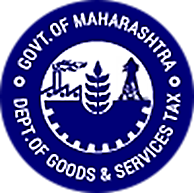 GOVT. OF MAHARASHTRA
DEPT. OF GOODS & SERVICES TAX